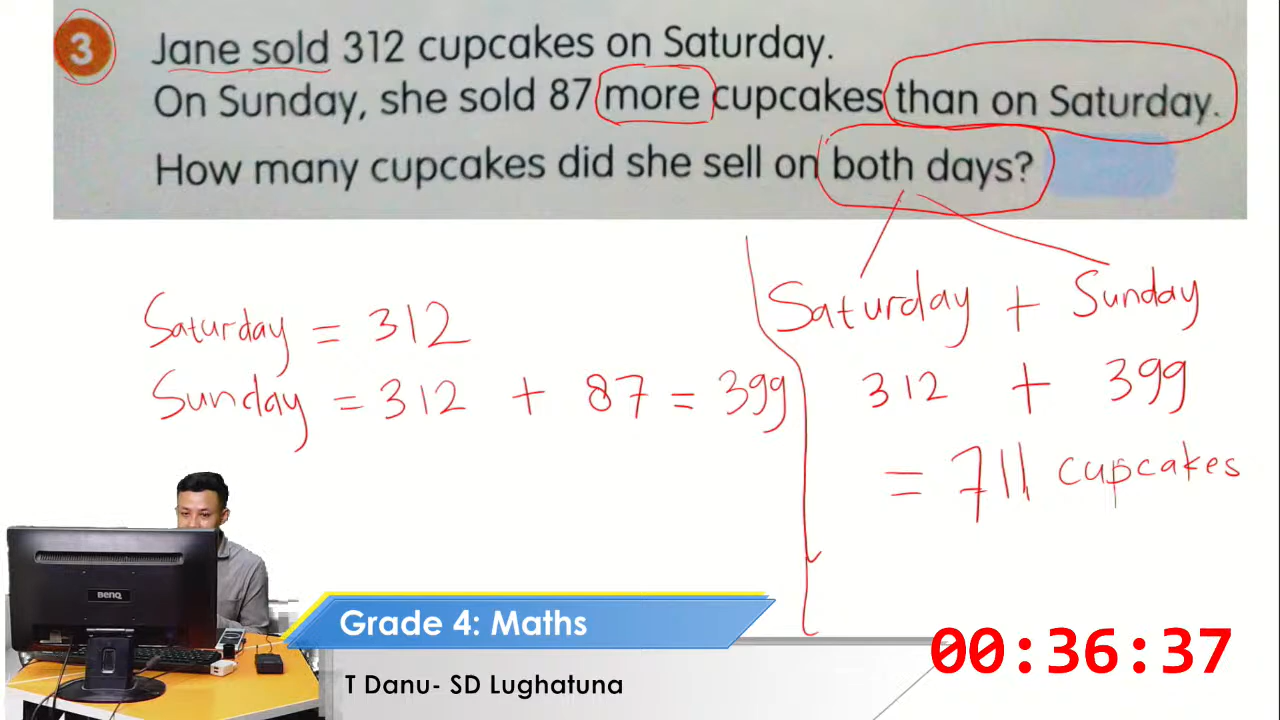 3 Jane sold 312 cupcakes on Saturday.
On Sunday, she sold 87 more cupcakes than on Saturday.
How many cupcakes did she sell on both days?
Saturday = 312
Sunday = 312 + 87 = 399
Saturday + Sunday
312 + 399
= 711 cupcakes
BENQ
Grade 4: Maths
T Danu- SD Lughatuna
00:36:37